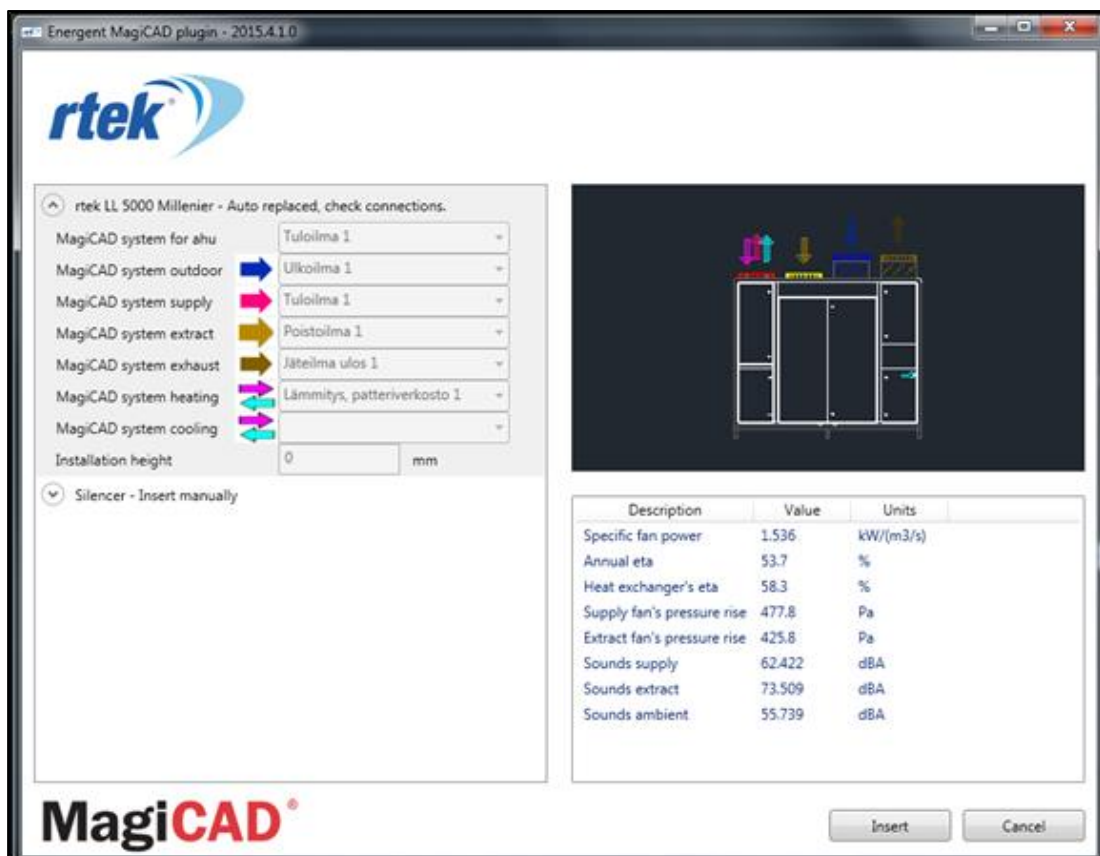 Energent MagiCAD plugin - 2015.4.1.0
rtek®
rtek LL 5000 Millenier - Auto replaced, check connections.
MagiCAD system for ahu Tuloilma 1
MagiCAD system outdoor Ulkoilma 1
MagiCAD system supply Tuloilma 1
MagiCAD system extract Poistoilma 1
MagiCAD system exhaust Jäteilma ulos 1
MagiCAD system heating Lämmitys, patteriverkosto 1
MagiCAD system cooling
Installation height 0 mm
Silencer - Insert manually
Description Value Units
Specific fan power 1.536 kW/(m3/s)
Annual eta 53.7 %
Heat exchanger's eta 58.3 %
Supply fan's pressure rise 477.8 Pa
Extract fan's pressure rise 425.8 Pa
Sounds supply 62.422 dBA
Sounds extract 73.509 dBA
Sounds ambient 55.739 dBA
MagiCAD®
Insert Cancel